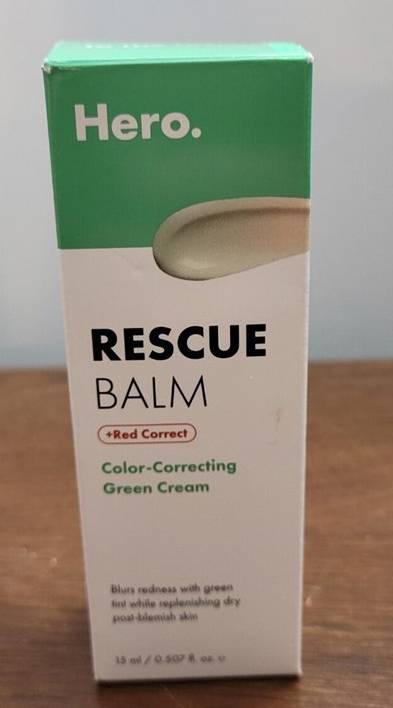 Hero.
RESCUE
BALM
+Red Correct
Color-Correcting
Green Cream
Blurs redness with green
tint while replenishing dry
post-blemish skin
15 ml / 0.507 fl. oz. ℮